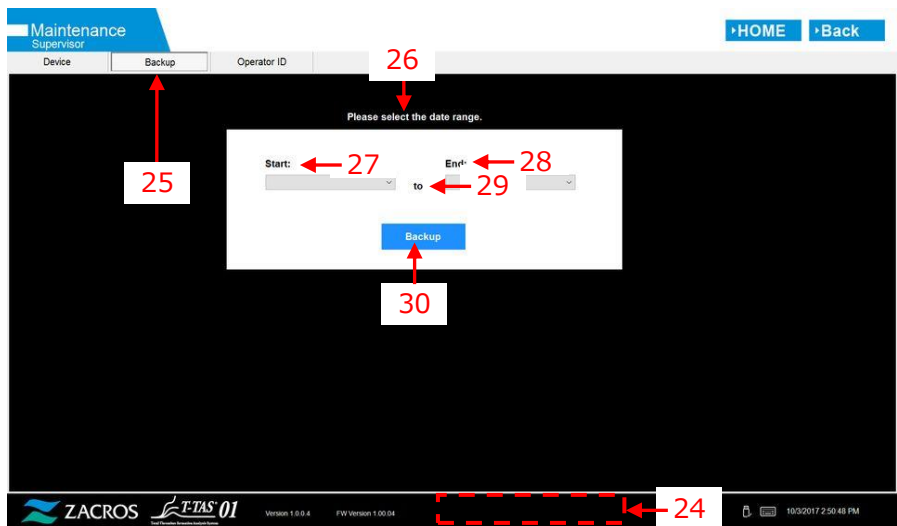 Maintenance
Supervisor
▸HOME ▸Back
Device Backup Operator ID
26
Please select the date range.
Start: 27 End: 28
25
to 29
Backup
30
24
ZACROS T-TAS 01 Version 1.0.0.4 FW Version 1.00.04 10/3/2017 2:50:48 PM